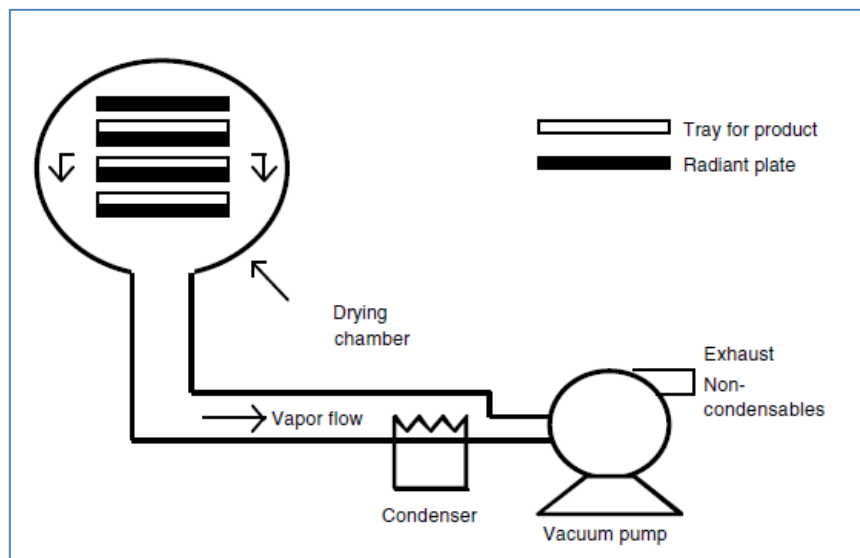 Tray for product
Radiant plate
Drying
chamber
Exhaust
Non-
condensables
Vapor flow
Condenser
Vacuum pump